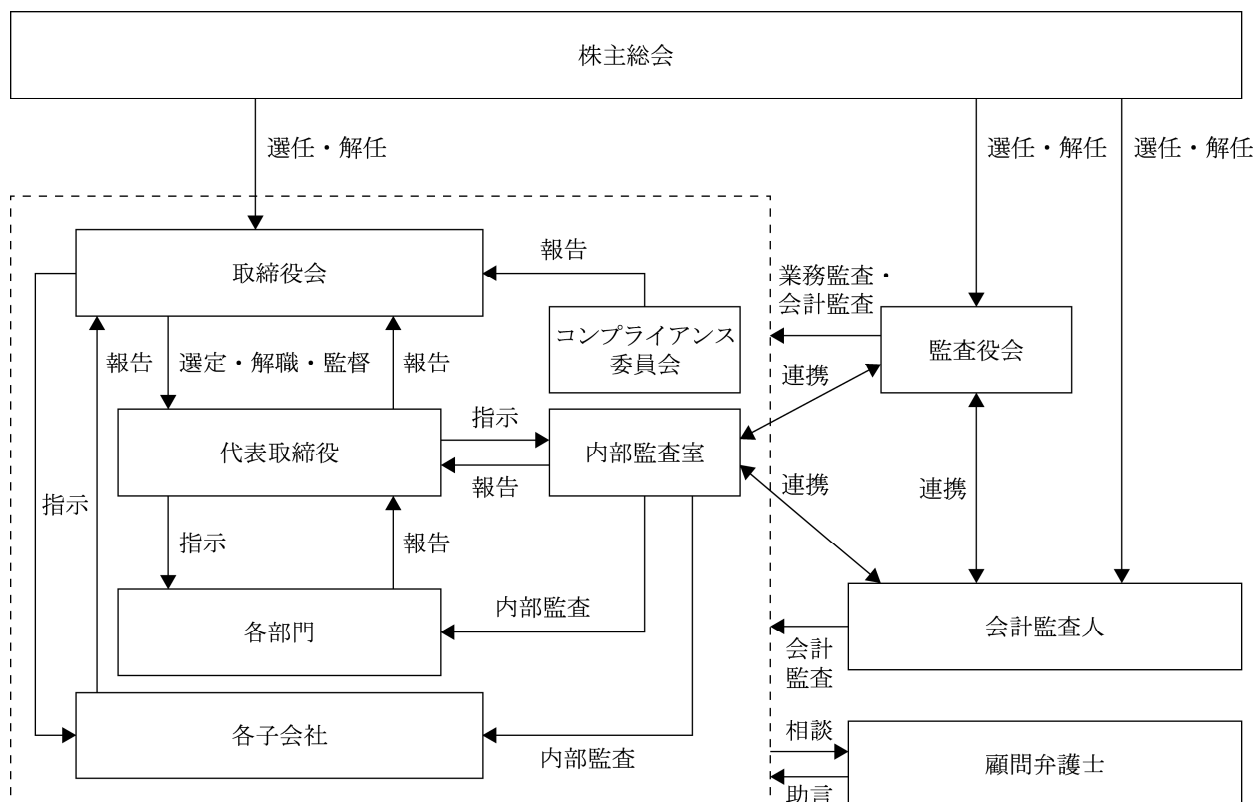 株主総会
選任・解任
選任・解任
選任・解任
取締役会
報告
コンプライアンス
委員会
業務監査・
会計監査
監査役会
報告
選定・解職・監督
報告
連携
代表取締役
指示
報告
内部監査室
連携
連携
指示
指示
報告
各部門
内部監査
会計監査人
会計
監査
各子会社
内部監査
相談
助言
顧問弁護士